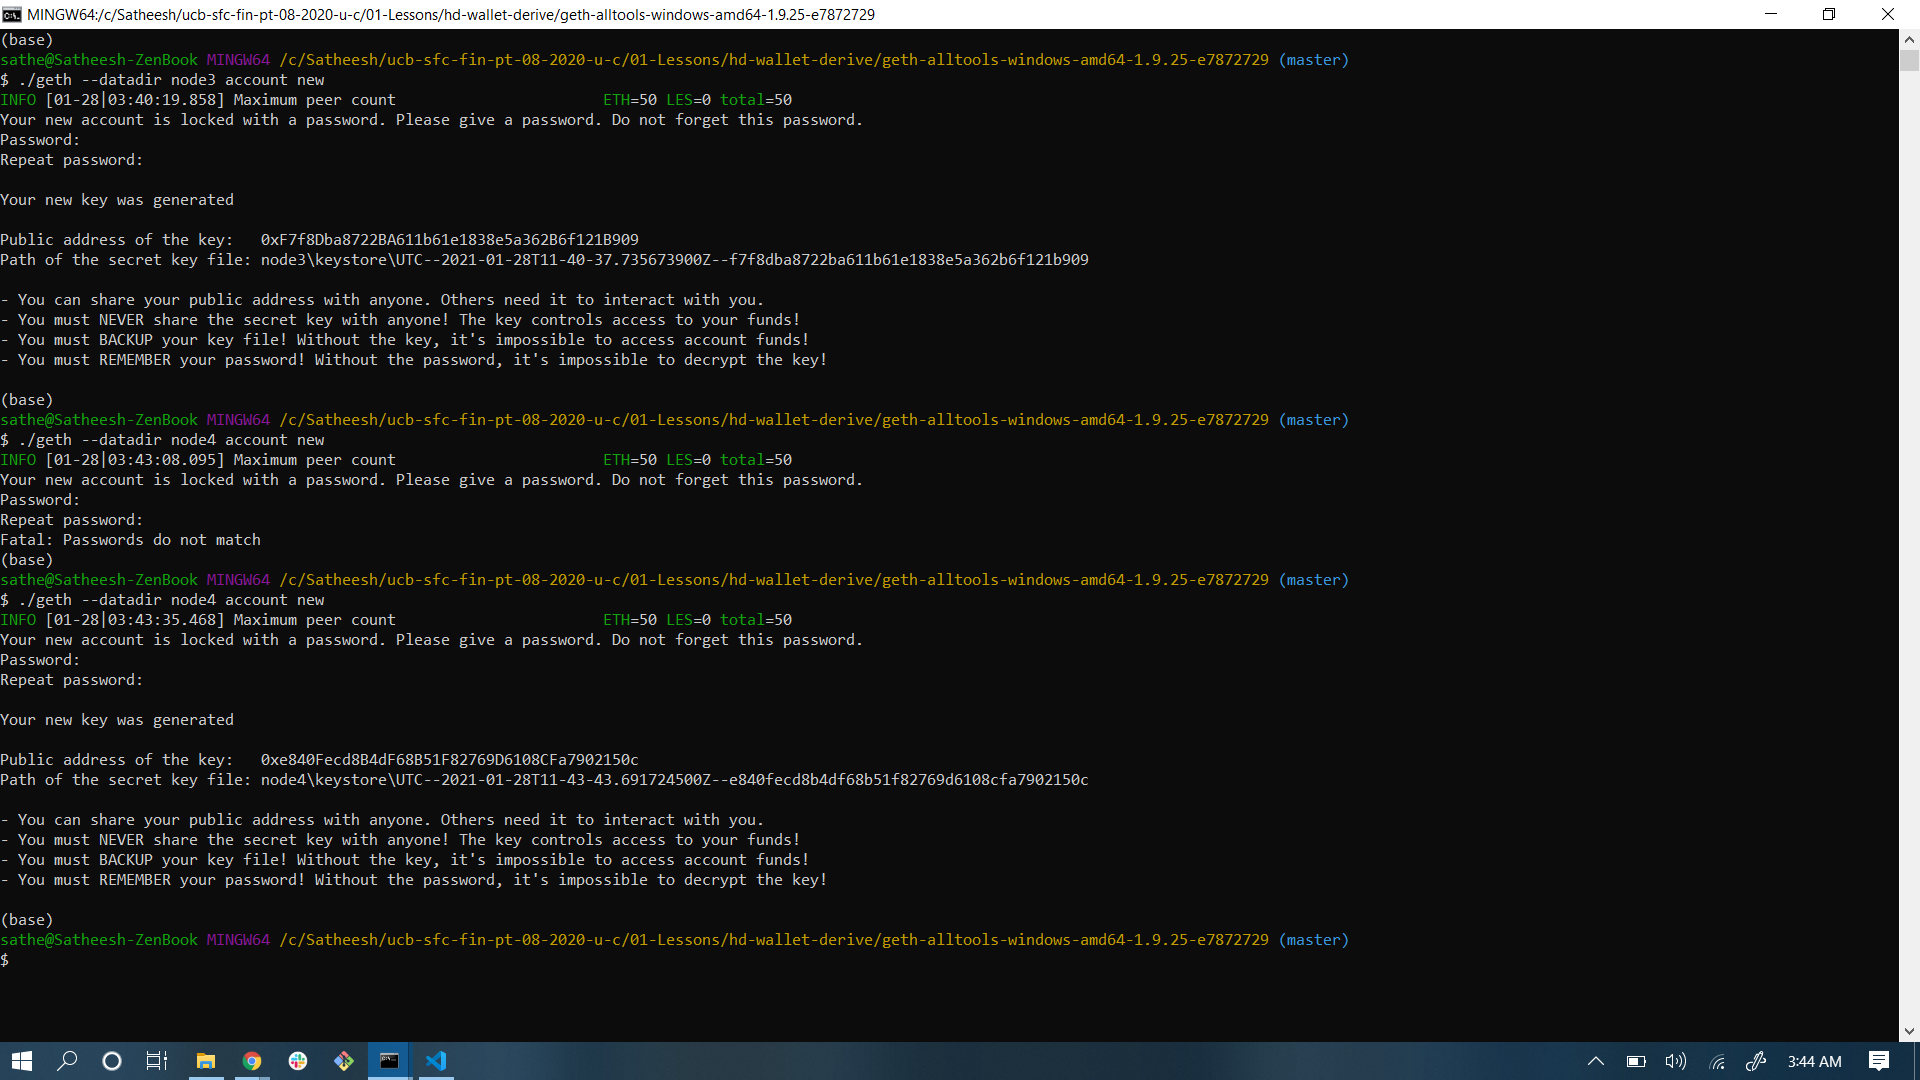 MINGW64:/c/Satheesh/ucb-sfc-fin-pt-08-2020-u-c/01-Lessons/hd-wallet-derive/geth-alltools-windows-amd64-1.9.25-e7872729
(base)
sathe@Satheesh-ZenBook MINGW64 /c/Satheesh/ucb-sfc-fin-pt-08-2020-u-c/01-Lessons/hd-wallet-derive/geth-alltools-windows-amd64-1.9.25-e7872729 (master)
$ ./geth --datadir node3 account new
INFO [01-28|03:40:19.858] Maximum peer count                       ETH=50 LES=0 total=50
Your new account is locked with a password. Please give a password. Do not forget this password.
Password:
Repeat password:
Your new key was generated
Public address of the key:   0xF7f8Dba8722BA611b61e1838e5a362B6f121B909
Path of the secret key file: node3\keystore\UTC--2021-01-28T11-40-37.735673900Z--f7f8dba8722ba611b61e1838e5a362b6f121b909
- You can share your public address with anyone. Others need it to interact with you.
- You must NEVER share the secret key with anyone! The key controls access to your funds!
- You must BACKUP your key file! Without the key, it's impossible to access account funds!
- You must REMEMBER your password! Without the password, it's impossible to decrypt the key!
(base)
sathe@Satheesh-ZenBook MINGW64 /c/Satheesh/ucb-sfc-fin-pt-08-2020-u-c/01-Lessons/hd-wallet-derive/geth-alltools-windows-amd64-1.9.25-e7872729 (master)
$ ./geth --datadir node4 account new
INFO [01-28|03:43:08.095] Maximum peer count                       ETH=50 LES=0 total=50
Your new account is locked with a password. Please give a password. Do not forget this password.
Password:
Repeat password:
Fatal: Passwords do not match
(base)
sathe@Satheesh-ZenBook MINGW64 /c/Satheesh/ucb-sfc-fin-pt-08-2020-u-c/01-Lessons/hd-wallet-derive/geth-alltools-windows-amd64-1.9.25-e7872729 (master)
$ ./geth --datadir node4 account new
INFO [01-28|03:43:35.468] Maximum peer count                       ETH=50 LES=0 total=50
Your new account is locked with a password. Please give a password. Do not forget this password.
Password:
Repeat password:
Your new key was generated
Public address of the key:   0xe840Fecd8B4dF68B51F82769D6108CFa7902150c
Path of the secret key file: node4\keystore\UTC--2021-01-28T11-43-43.691724500Z--e840fecd8b4df68b51f82769d6108cfa7902150c
- You can share your public address with anyone. Others need it to interact with you.
- You must NEVER share the secret key with anyone! The key controls access to your funds!
- You must BACKUP your key file! Without the key, it's impossible to access account funds!
- You must REMEMBER your password! Without the password, it's impossible to decrypt the key!
(base)
sathe@Satheesh-ZenBook MINGW64 /c/Satheesh/ucb-sfc-fin-pt-08-2020-u-c/01-Lessons/hd-wallet-derive/geth-alltools-windows-amd64-1.9.25-e7872729 (master)
$
3:44 AM